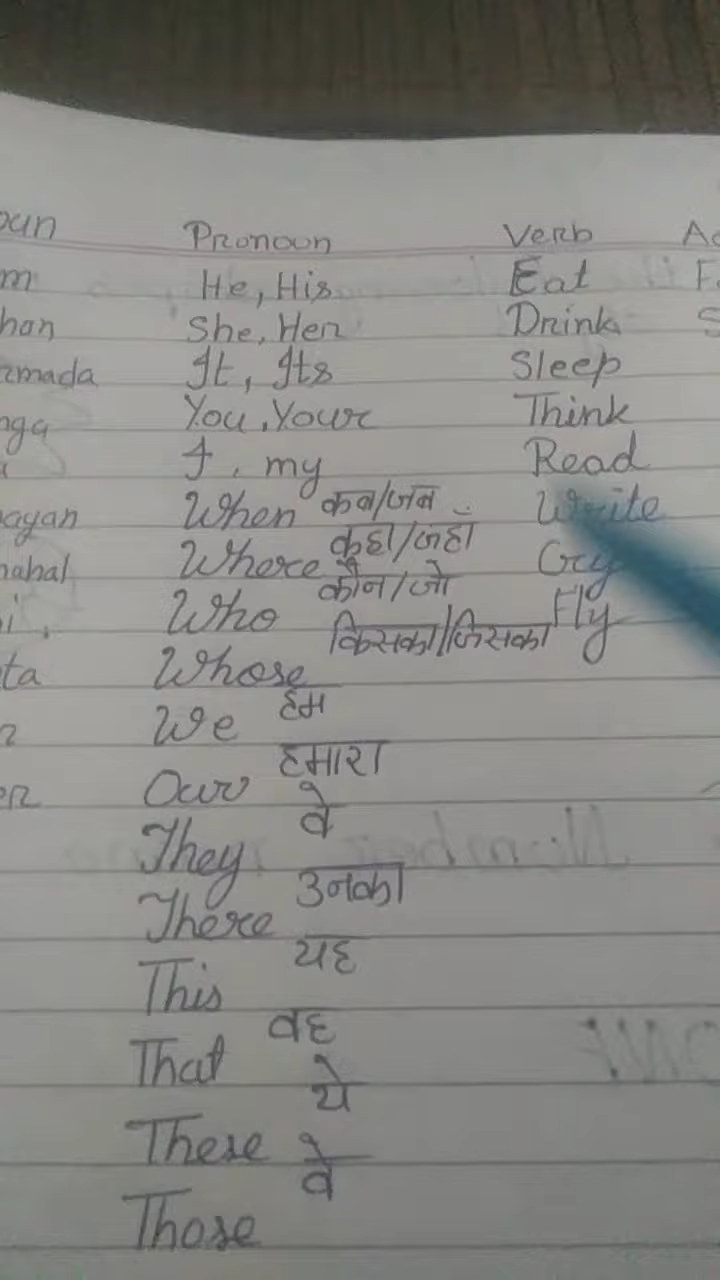 Pronoun Verb
He, His Eat
She, Her Drink
It, Its Sleep
You, Your Think
I, my Read
When कब/जब Write
Where कहा/जहाँ Cry
Who कौन/जो Fly
Whose किसका/जिसका
We हम
Our हमारा
They वे
There उनका
This यह
That वह
These ये
Those वे